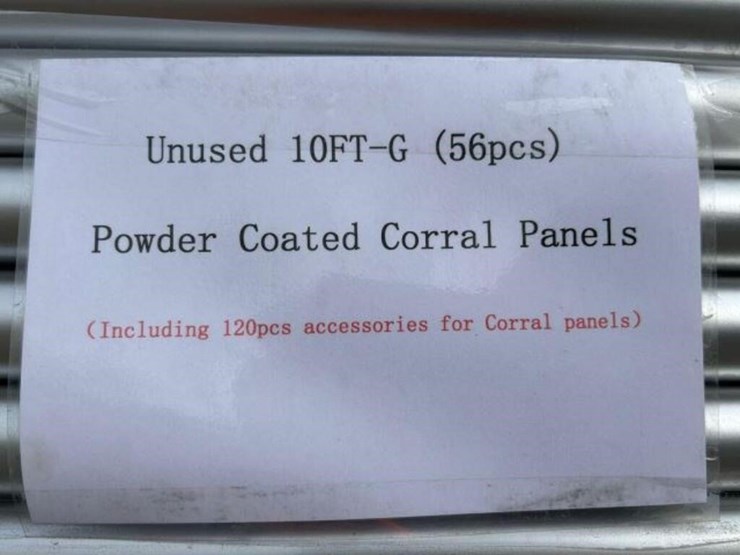 Unused 10FT-G (56pcs)
Powder Coated Corral Panels
(Including 120pcs accessories for Corral panels)